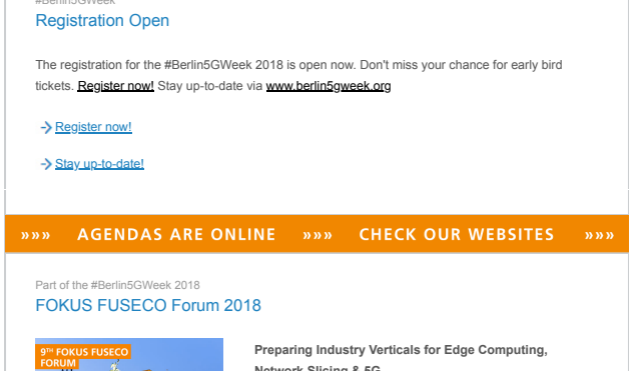 #Berlin5GWeek
Registration Open
The registration for the #Berlin5GWeek 2018 is open now. Don't miss your chance for early bird
tickets. Register now! Stay up-to-date via www.berlin5gweek.org
Register now!
Stay up-to-date!
»»» AGENDAS ARE ONLINE »»» CHECK OUR WEBSITES »»»
Part of the #Berlin5GWeek 2018
FOKUS FUSECO Forum 2018
9TH FOKUS FUSECO
FORUM
Preparing Industry Verticals for Edge Computing,
Network Slicing & 5G